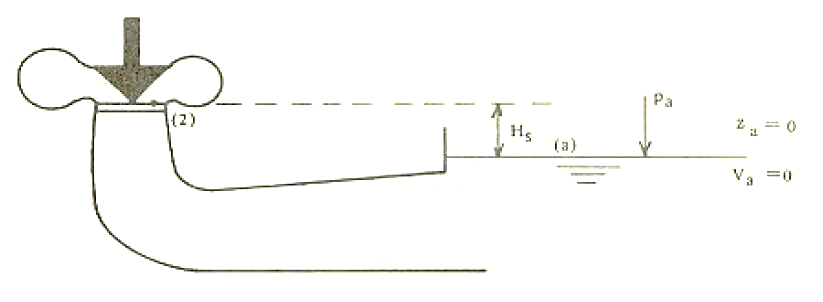 (2)
H_s
(a)
p_a
z_a = 0
V_a = 0